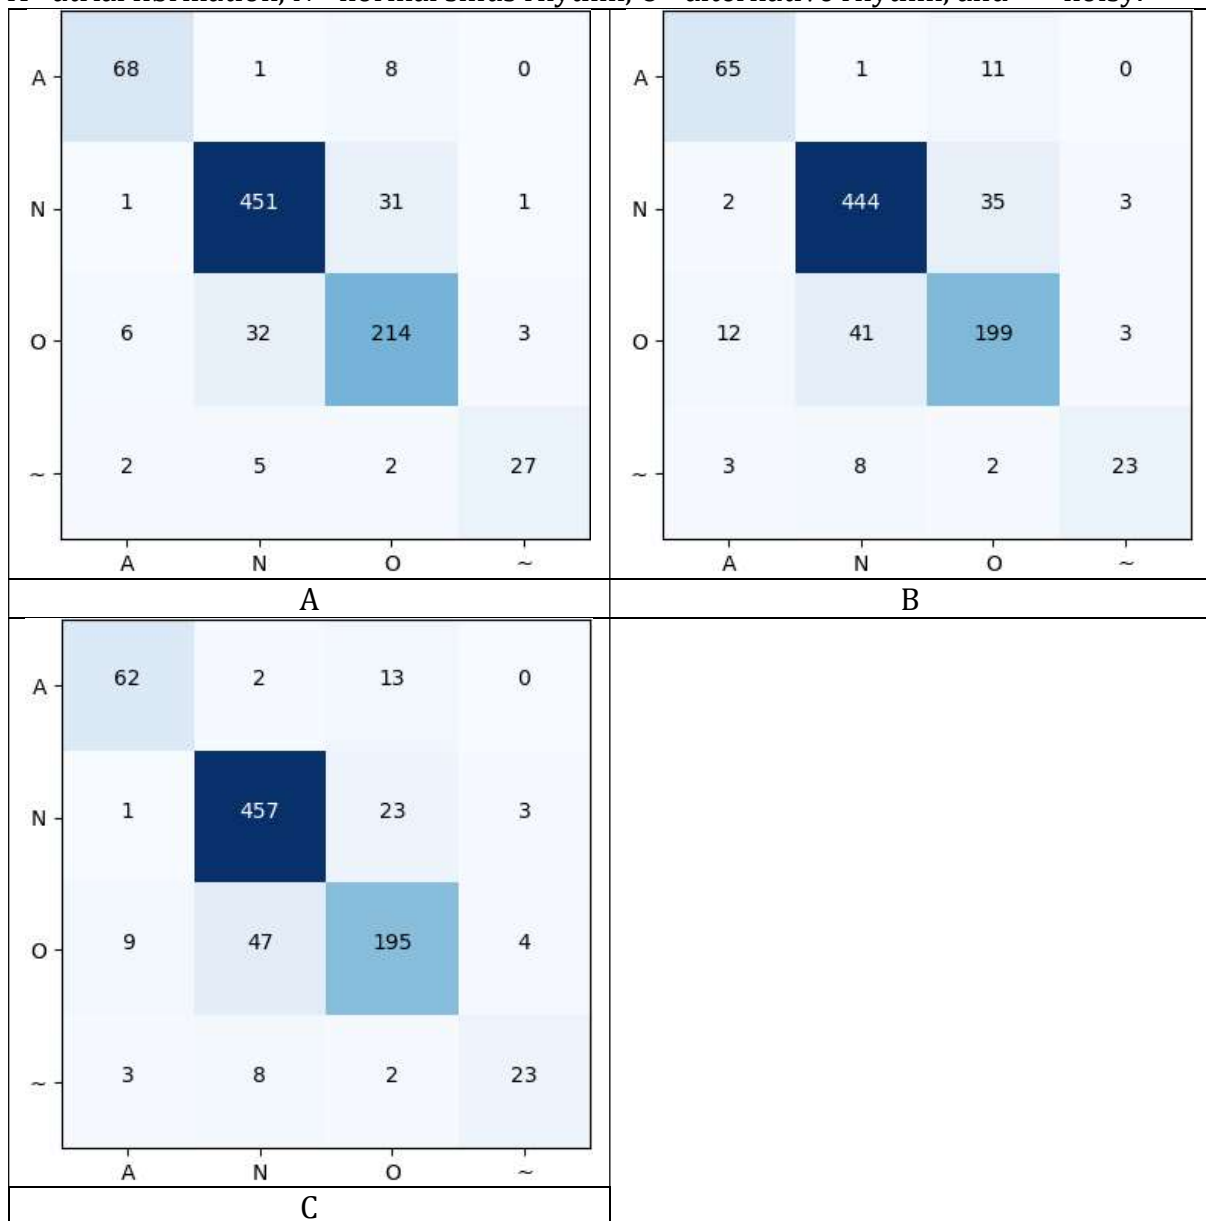 atrial fibrillation, N= normal sinus rhythm, O= alternative rhythm, and noisy.
A 68 1 8 0
N 1 451 31 1
O 6 32 214 3
~ 2 5 2 27
A N O ~
A
A 65 1 11 0
N 2 444 35 3
O 12 41 199 3
~ 3 8 2 23
A N O ~
B
A 62 2 13 0
N 1 457 23 3
O 9 47 195 4
~ 3 8 2 23
A N O ~
C